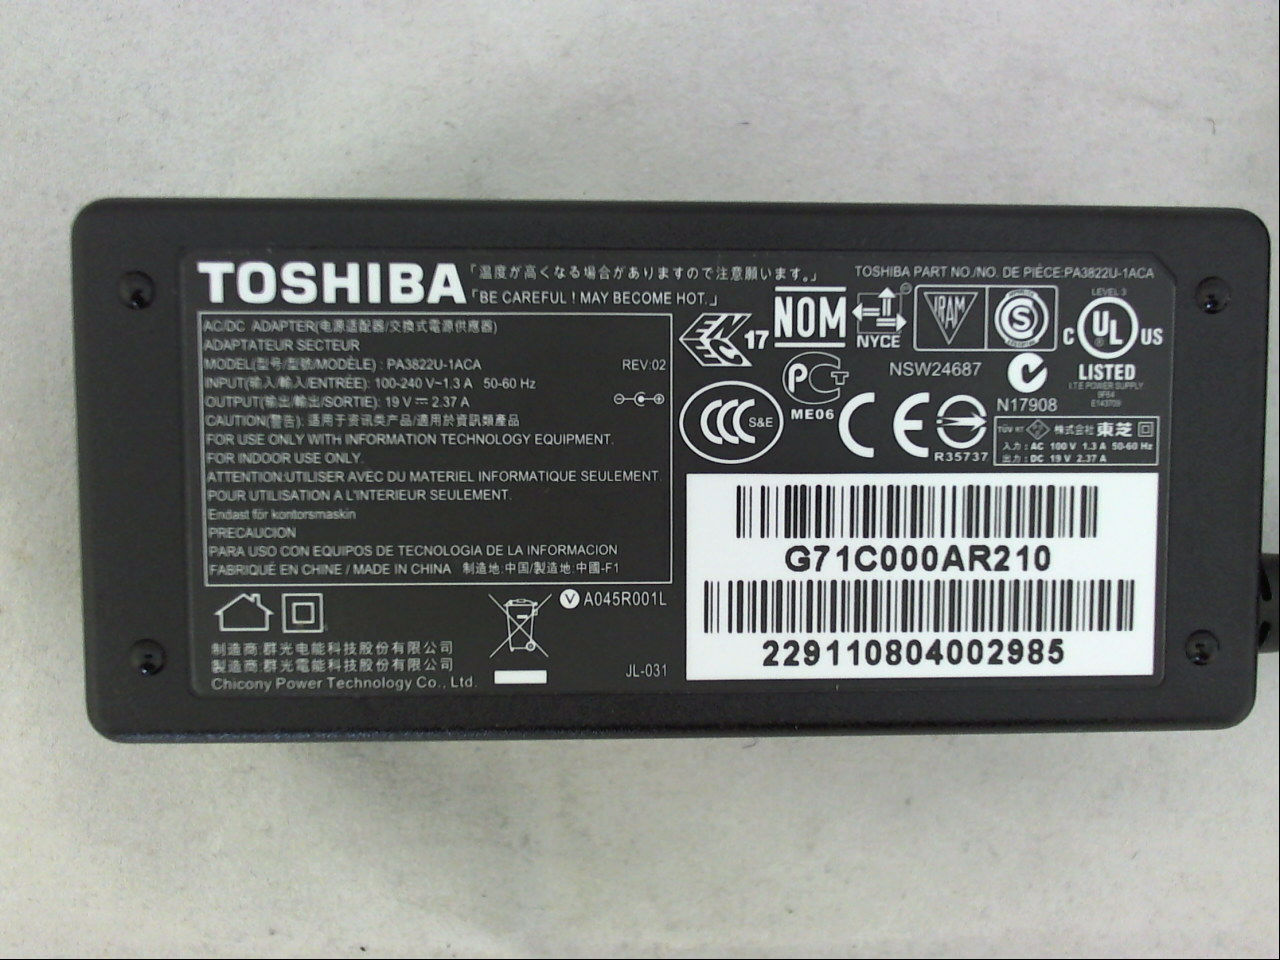 TOSHIBA
「温度が高くなる場合がありますので注意願います。」
「BE CAREFUL ! MAY BECOME HOT.」
TOSHIBA PART NO./NO. DE PIÈCE:PA3822U-1ACA
AC/DC ADAPTER(电源适配器/交換式電源供應器)
ADAPTATEUR SECTEUR
MODEL(型号/型號/MODÈLE) : PA3822U-1ACA REV:02
INPUT(输入/輸入/ENTRÉE): 100-240 V~1.3 A 50-60 Hz
OUTPUT(输出/輸出/SORTIE): 19 V ⎓ 2.37 A
CAUTION(警告): 适用于资讯类产品/適用於資訊類產品
FOR USE ONLY WITH INFORMATION TECHNOLOGY EQUIPMENT.
FOR INDOOR USE ONLY.
ATTENTION:UTILISER AVEC DU MATERIEL INFORMATIQUE SEULEMENT.
POUR UTILISATION A L'INTERIEUR SEULEMENT.
Endast för kontorsmaskin
PRECAUCION
PARA USO CON EQUIPOS DE TECNOLOGIA DE LA INFORMACION
FABRIQUÉ EN CHINE / MADE IN CHINA 制造地:中国/製造地:中國-F1
V A045R001L
制造商:群光电能科技股份有限公司
製造商:群光電能科技股份有限公司
Chicony Power Technology Co., Ltd.
JL-031
ENEC 17
NOM
NYCE
IRAM
S
LEVEL 3
C UL US
LISTED
I.T.E. POWER SUPPLY
E143709
NSW24687
N17908
PCT
ME06
CCC S&E
CE
R35737
TÜV RT 株式会社 東芝
入力 : AC 100 V 1.3 A 50-60 Hz
出力 : DC 19 V 2.37 A
G71C000AR210
229110804002985